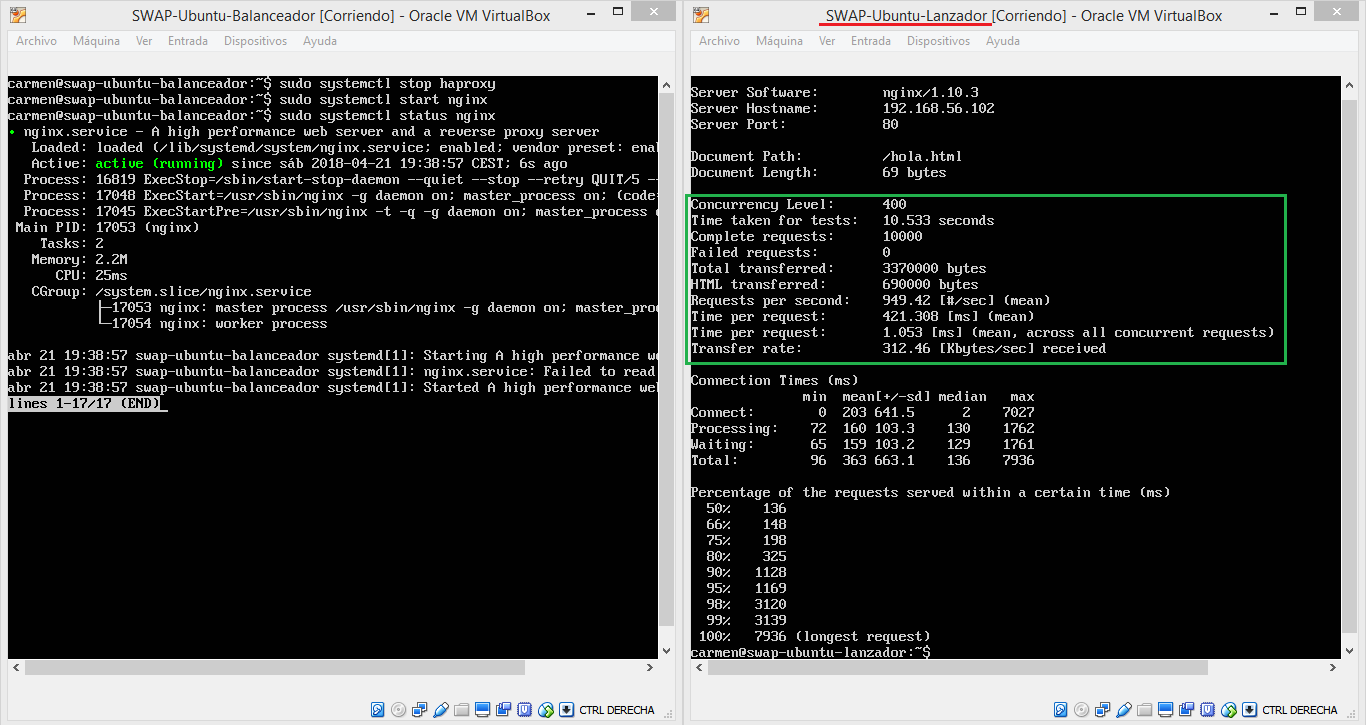 SWAP-Ubuntu-Balanceador [Corriendo] - Oracle VM VirtualBox
Archivo Máquina Ver Entrada Dispositivos Ayuda
carmen@swap-ubuntu-balanceador:~$ sudo systemctl stop haproxy
carmen@swap-ubuntu-balanceador:~$ sudo systemctl start nginx
carmen@swap-ubuntu-balanceador:~$ sudo systemctl status nginx
● nginx.service - A high performance web server and a reverse proxy server
Loaded: loaded (/lib/systemd/system/nginx.service; enabled; vendor preset: enab
Active: active (running) since sáb 2018-04-21 19:38:57 CEST; 6s ago
Process: 16819 ExecStop=/sbin/start-stop-daemon --quiet --stop --retry QUIT/5 --
Process: 17048 ExecStart=/usr/sbin/nginx -g daemon on; master_process on; (code=
Process: 17045 ExecStartPre=/usr/sbin/nginx -t -q -g daemon on; master_process o
Main PID: 17053 (nginx)
Tasks: 2
Memory: 2.2M
CPU: 25ms
CGroup: /system.slice/nginx.service
├─17053 nginx: master process /usr/sbin/nginx -g daemon on; master_pro
└─17054 nginx: worker process
abr 21 19:38:57 swap-ubuntu-balanceador systemd[1]: Starting A high performance we
abr 21 19:38:57 swap-ubuntu-balanceador systemd[1]: nginx.service: Failed to read
abr 21 19:38:57 swap-ubuntu-balanceador systemd[1]: Started A high performance web
lines 1-17/17 (END)
CTRL DERECHA
SWAP-Ubuntu-Lanzador [Corriendo] - Oracle VM VirtualBox
Archivo Máquina Ver Entrada Dispositivos Ayuda
Server Software: nginx/1.10.3
Server Hostname: 192.168.56.102
Server Port: 80
Document Path: /hola.html
Document Length: 69 bytes
Concurrency Level: 400
Time taken for tests: 10.533 seconds
Complete requests: 10000
Failed requests: 0
Total transferred: 3370000 bytes
HTML transferred: 690000 bytes
Requests per second: 949.42 [#/sec] (mean)
Time per request: 421.308 [ms] (mean)
Time per request: 1.053 [ms] (mean, across all concurrent requests)
Transfer rate: 312.46 [Kbytes/sec] received
Connection Times (ms)
min mean[+/-sd] median max
Connect: 0 203 641.5 2 7027
Processing: 72 160 103.3 130 1762
Waiting: 65 159 103.2 129 1761
Total: 96 363 663.1 136 7936
Percentage of the requests served within a certain time (ms)
50% 136
66% 148
75% 198
80% 325
90% 1128
95% 1169
98% 3120
99% 3139
100% 7936 (longest request)
carmen@swap-ubuntu-lanzador:~$
CTRL DERECHA